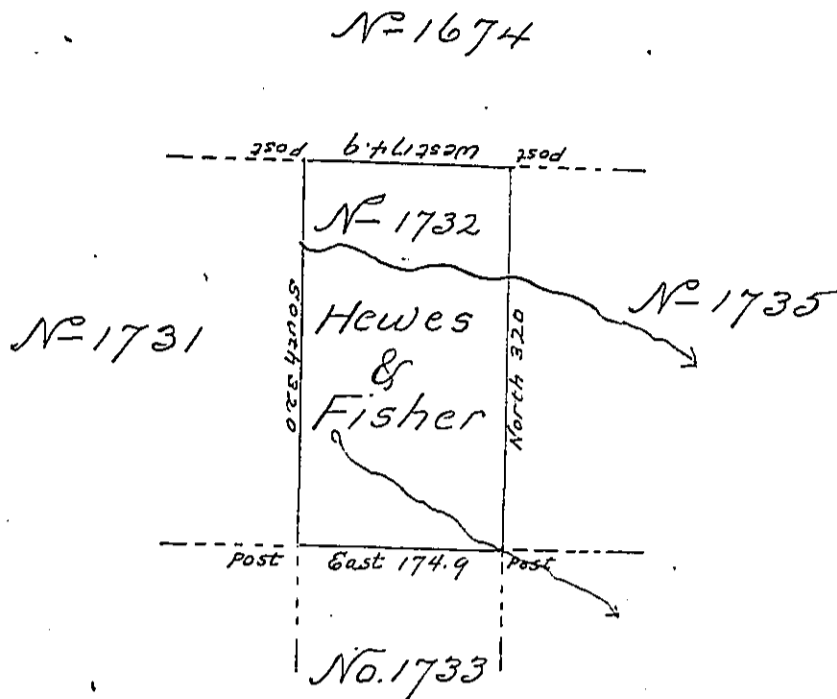 No 1674
Post West 174.9 Post
No 1732
No 1735
No 1731
South 320
Hewes
&
Fisher
North 320
Post East 174.9 Post
No. 1733